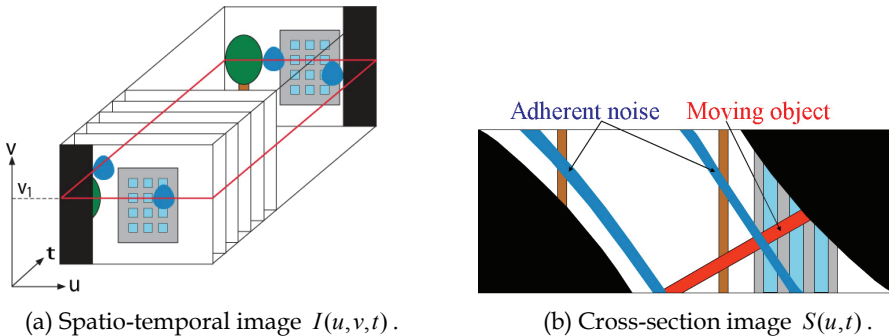 v
v1
t
u
Adherent noise
Moving object
(a) Spatio-temporal image I(u,v,t).
(b) Cross-section image S(u,t).